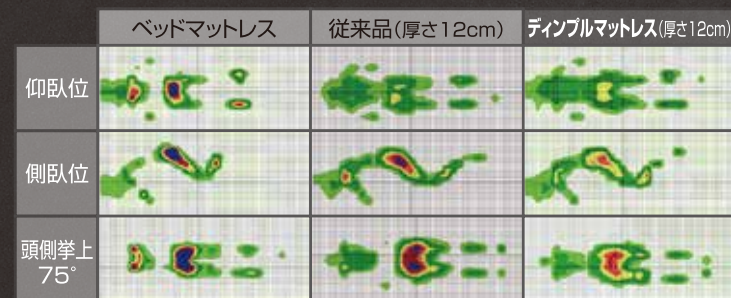 ベッドマットレス
従来品(厚さ12cm)
ディンプルマットレス(厚さ12cm)
仰臥位
側臥位
頭側挙上
75°